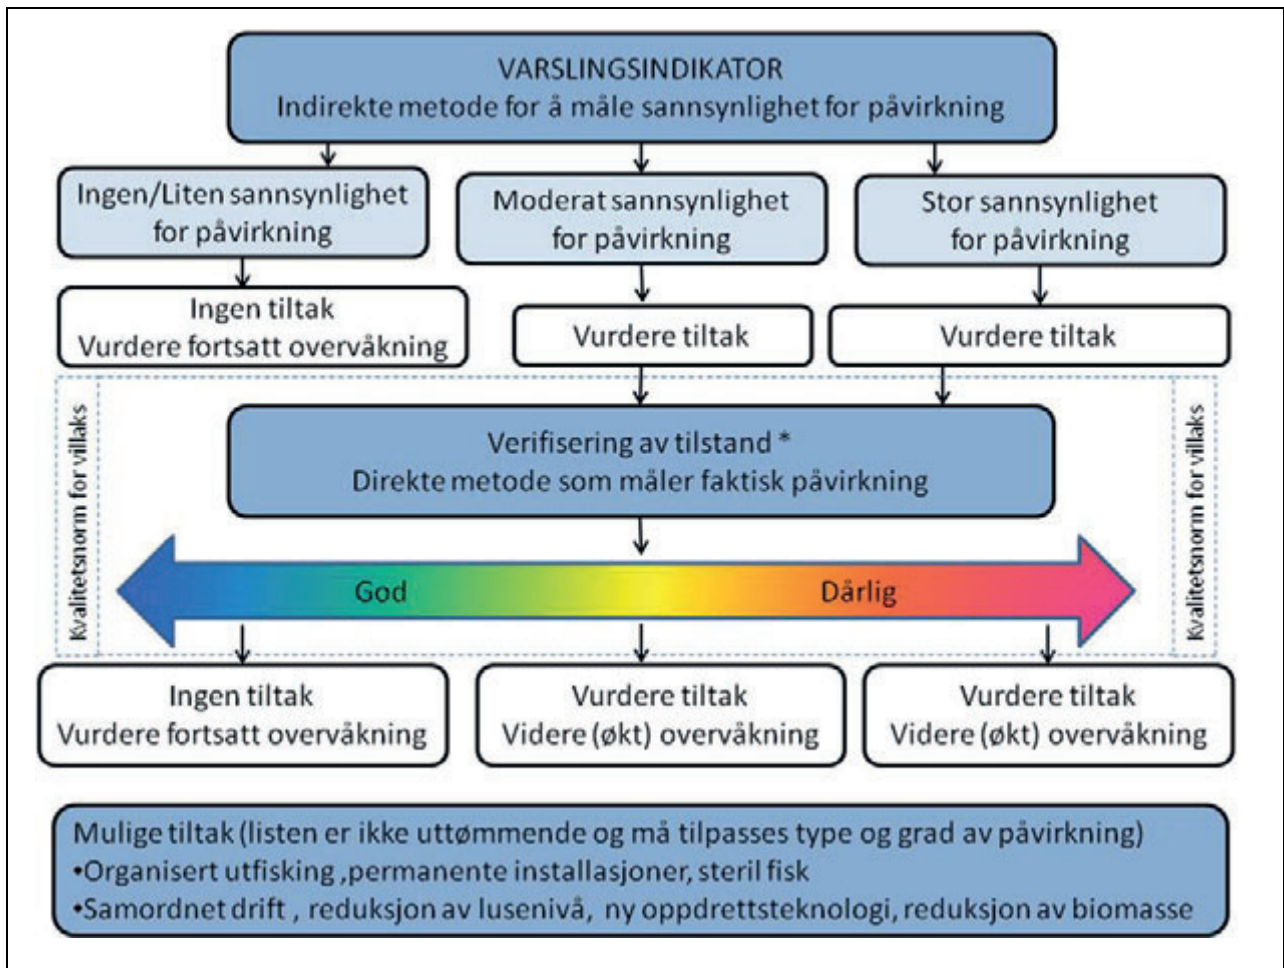 VARSLINGSINDIKATOR
Indirekte metode for å måle sannsynlighet for påvirkning
Ingen/Liten sannsynlighet
for påvirkning
Moderat sannsynlighet
for påvirkning
Stor sannsynlighet
for påvirkning
Ingen tiltak
Vurdere fortsatt overvåkning
Vurdere tiltak
Vurdere tiltak
Kvalitetsnorm for villaks
Verifisering av tilstand *
Direkte metode som måler faktisk påvirkning
God
Dårlig
Kvalitetsnorm for villaks
Ingen tiltak
Vurdere fortsatt overvåkning
Vurdere tiltak
Videre (økt) overvåkning
Vurdere tiltak
Videre (økt) overvåkning
Mulige tiltak (listen er ikke uttømmende og må tilpasses type og grad av påvirkning)
•Organisert utfisking ,permanente installasjoner, steril fisk
•Samordnet drift , reduksjon av lusenivå, ny oppdrettsteknologi, reduksjon av biomasse